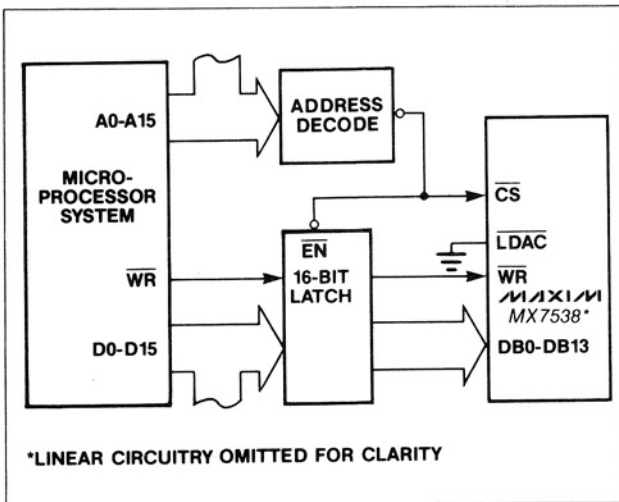 A0-A15
ADDRESS
DECODE
MICRO-
PROCESSOR
SYSTEM
CS
EN
LDAC
WR
16-BIT
LATCH
WR
MAXIM
MX7538*
D0-D15
DB0-DB13
*LINEAR CIRCUITRY OMITTED FOR CLARITY